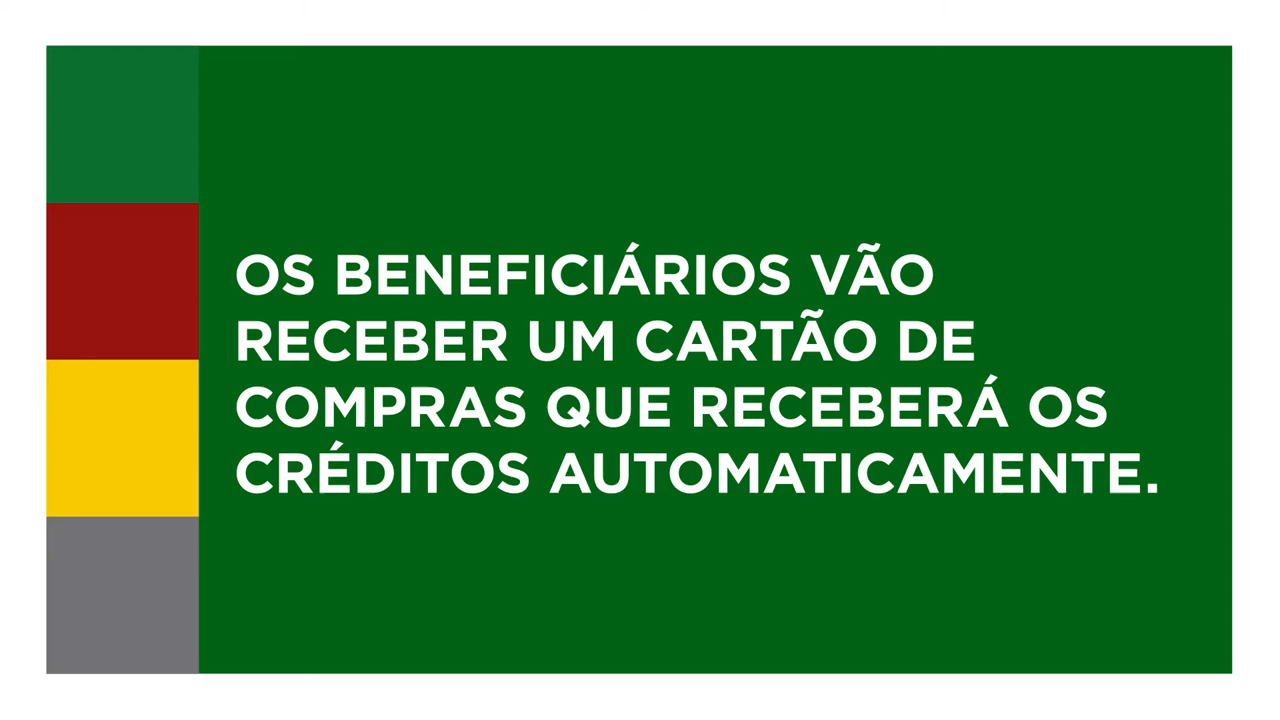 OS BENEFICIÁRIOS VÃO
RECEBER UM CARTÃO DE
COMPRAS QUE RECEBERÁ OS
CRÉDITOS AUTOMATICAMENTE.